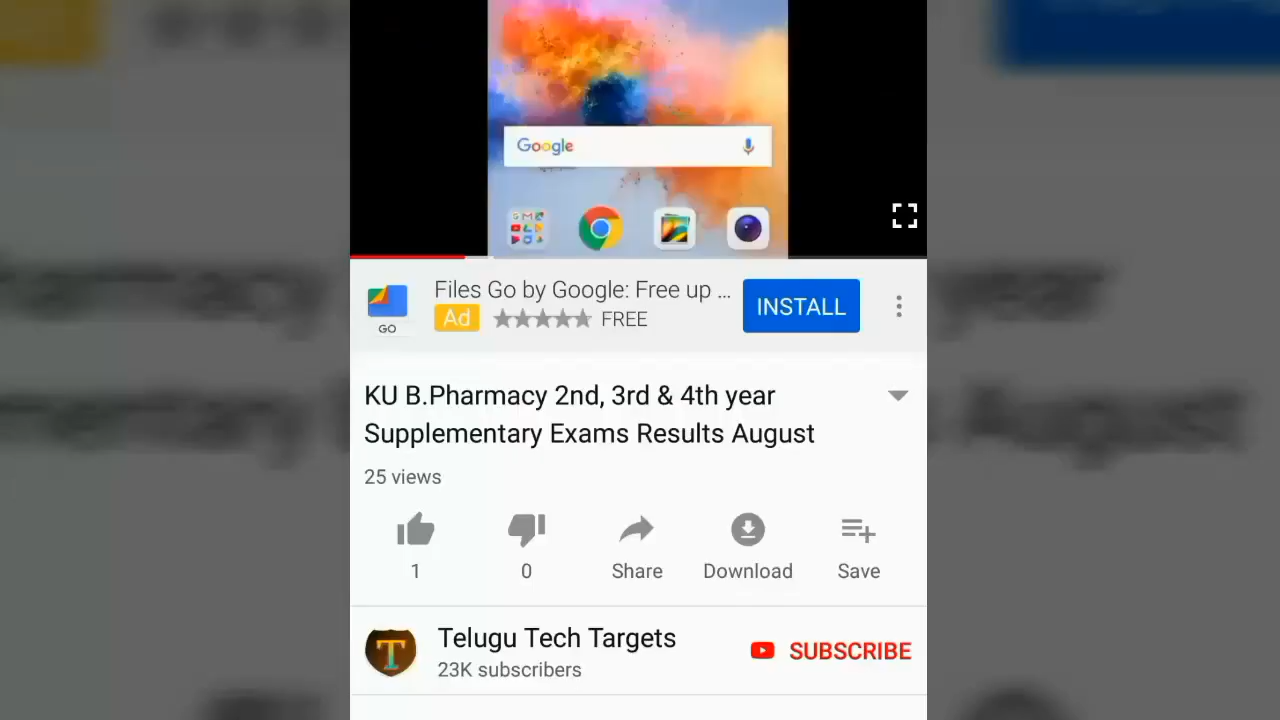 Google
GO
Files Go by Google: Free up ...
Ad FREE
INSTALL
KU B.Pharmacy 2nd, 3rd & 4th year
Supplementary Exams Results August
25 views
1
0
Share
Download
Save
T
Telugu Tech Targets
23K subscribers
SUBSCRIBE